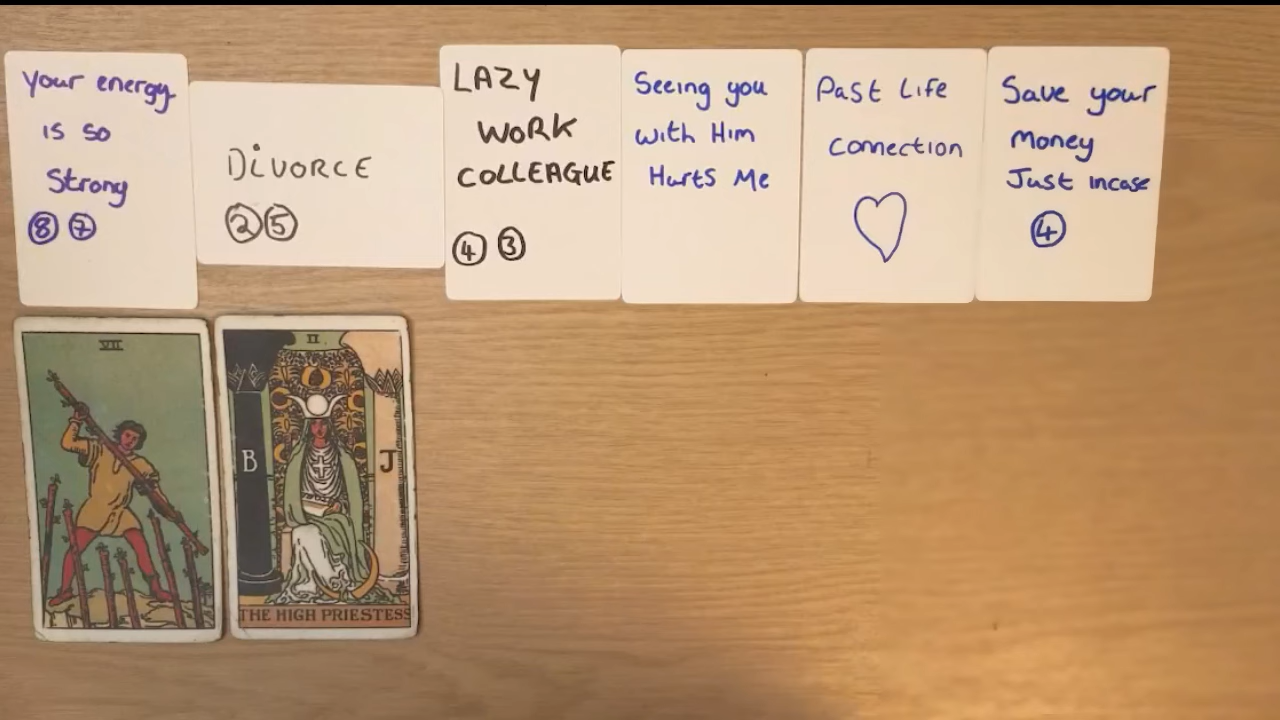 Your energy
is so
Strong
8 7
DIVORCE
2 5
LAZY
WORK
COLLEAGUE
4 3
Seeing you
with Him
Hurts Me
Past Life
Connection
Save your
Money
Just incase
4
VII
II
B J
THE HIGH PRIESTESS